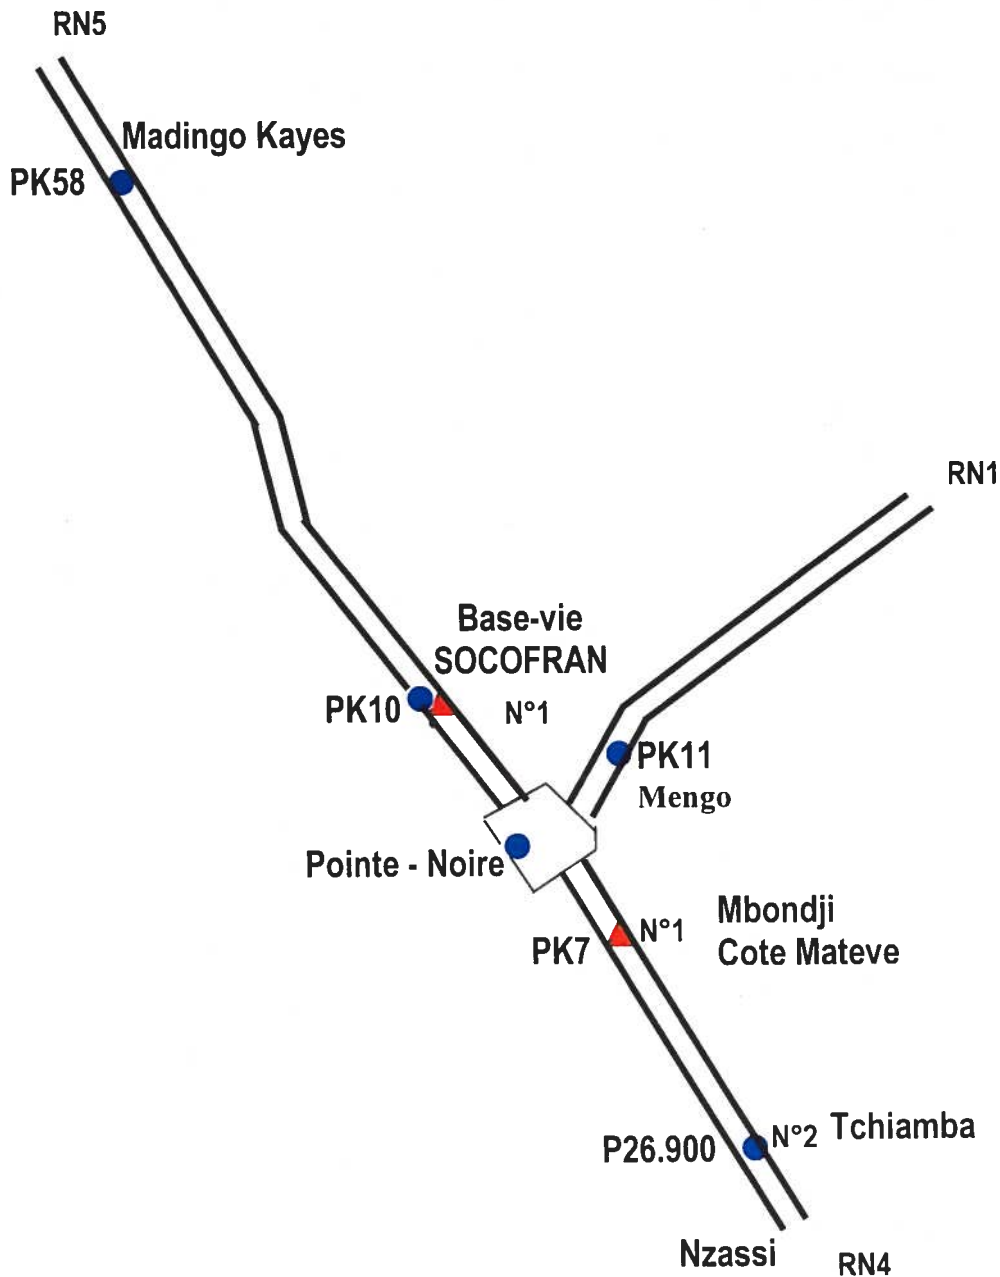 RN5
Madingo Kayes
PK58
RN1
Base-vie
SOCOFRAN
PK10
N°1
PK11
Mengo
Pointe - Noire
Mbondji
N°1
Cote Mateve
PK7
N°2 Tchiamba
P26.900
Nzassi
RN4